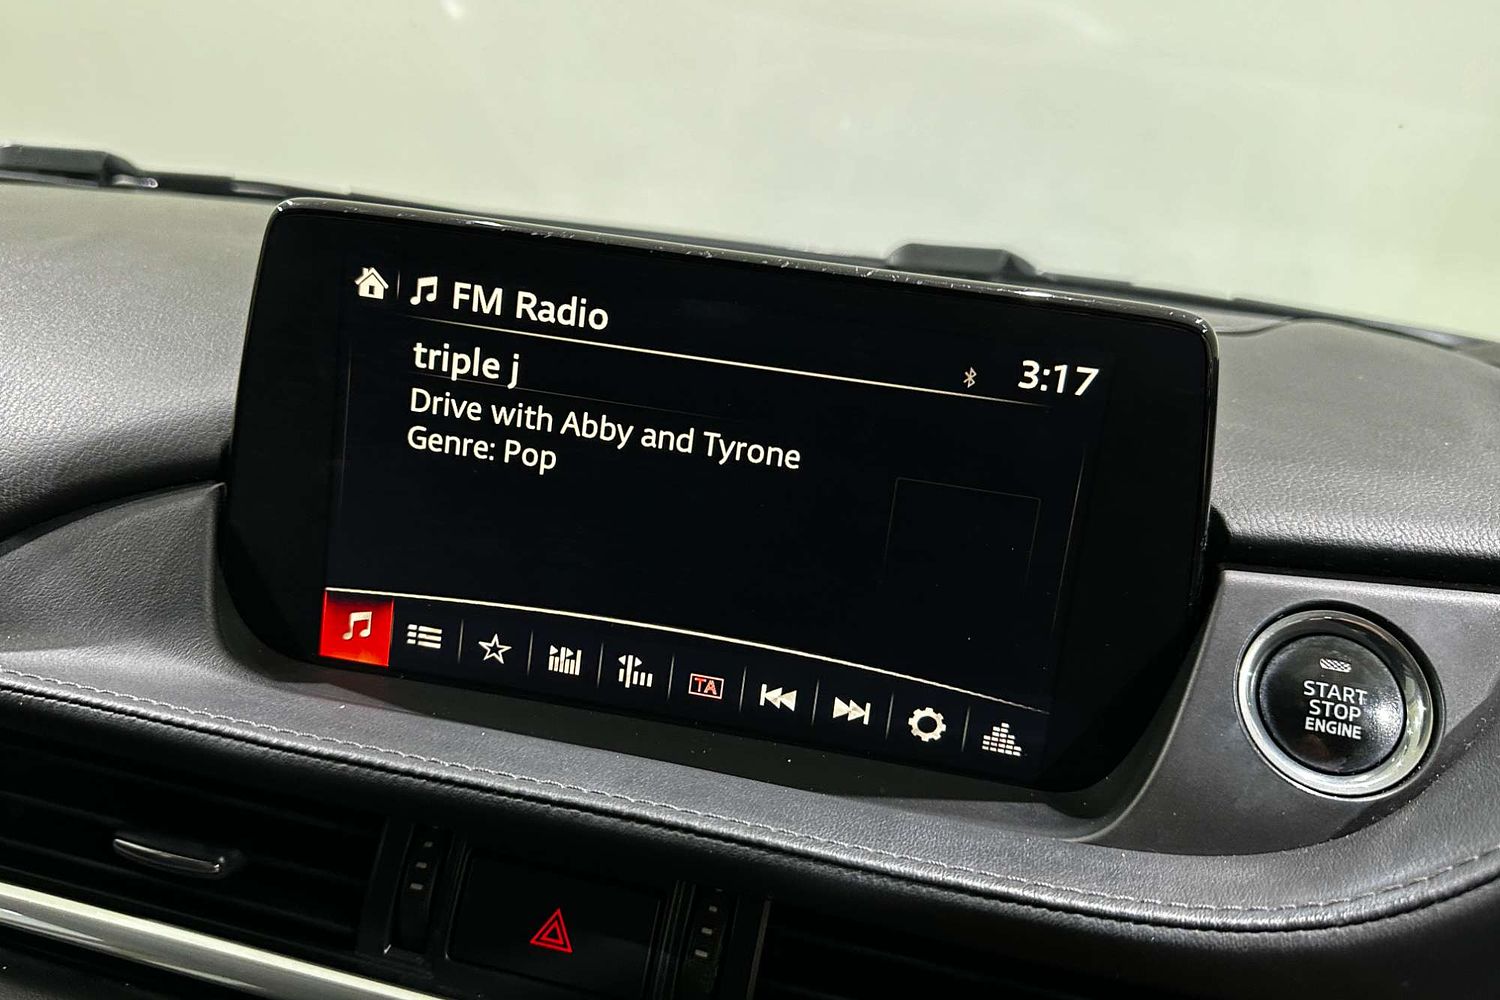 FM Radio
3:17
triple j
Drive with Abby and Tyrone
Genre: Pop
TA
START
STOP
ENGINE